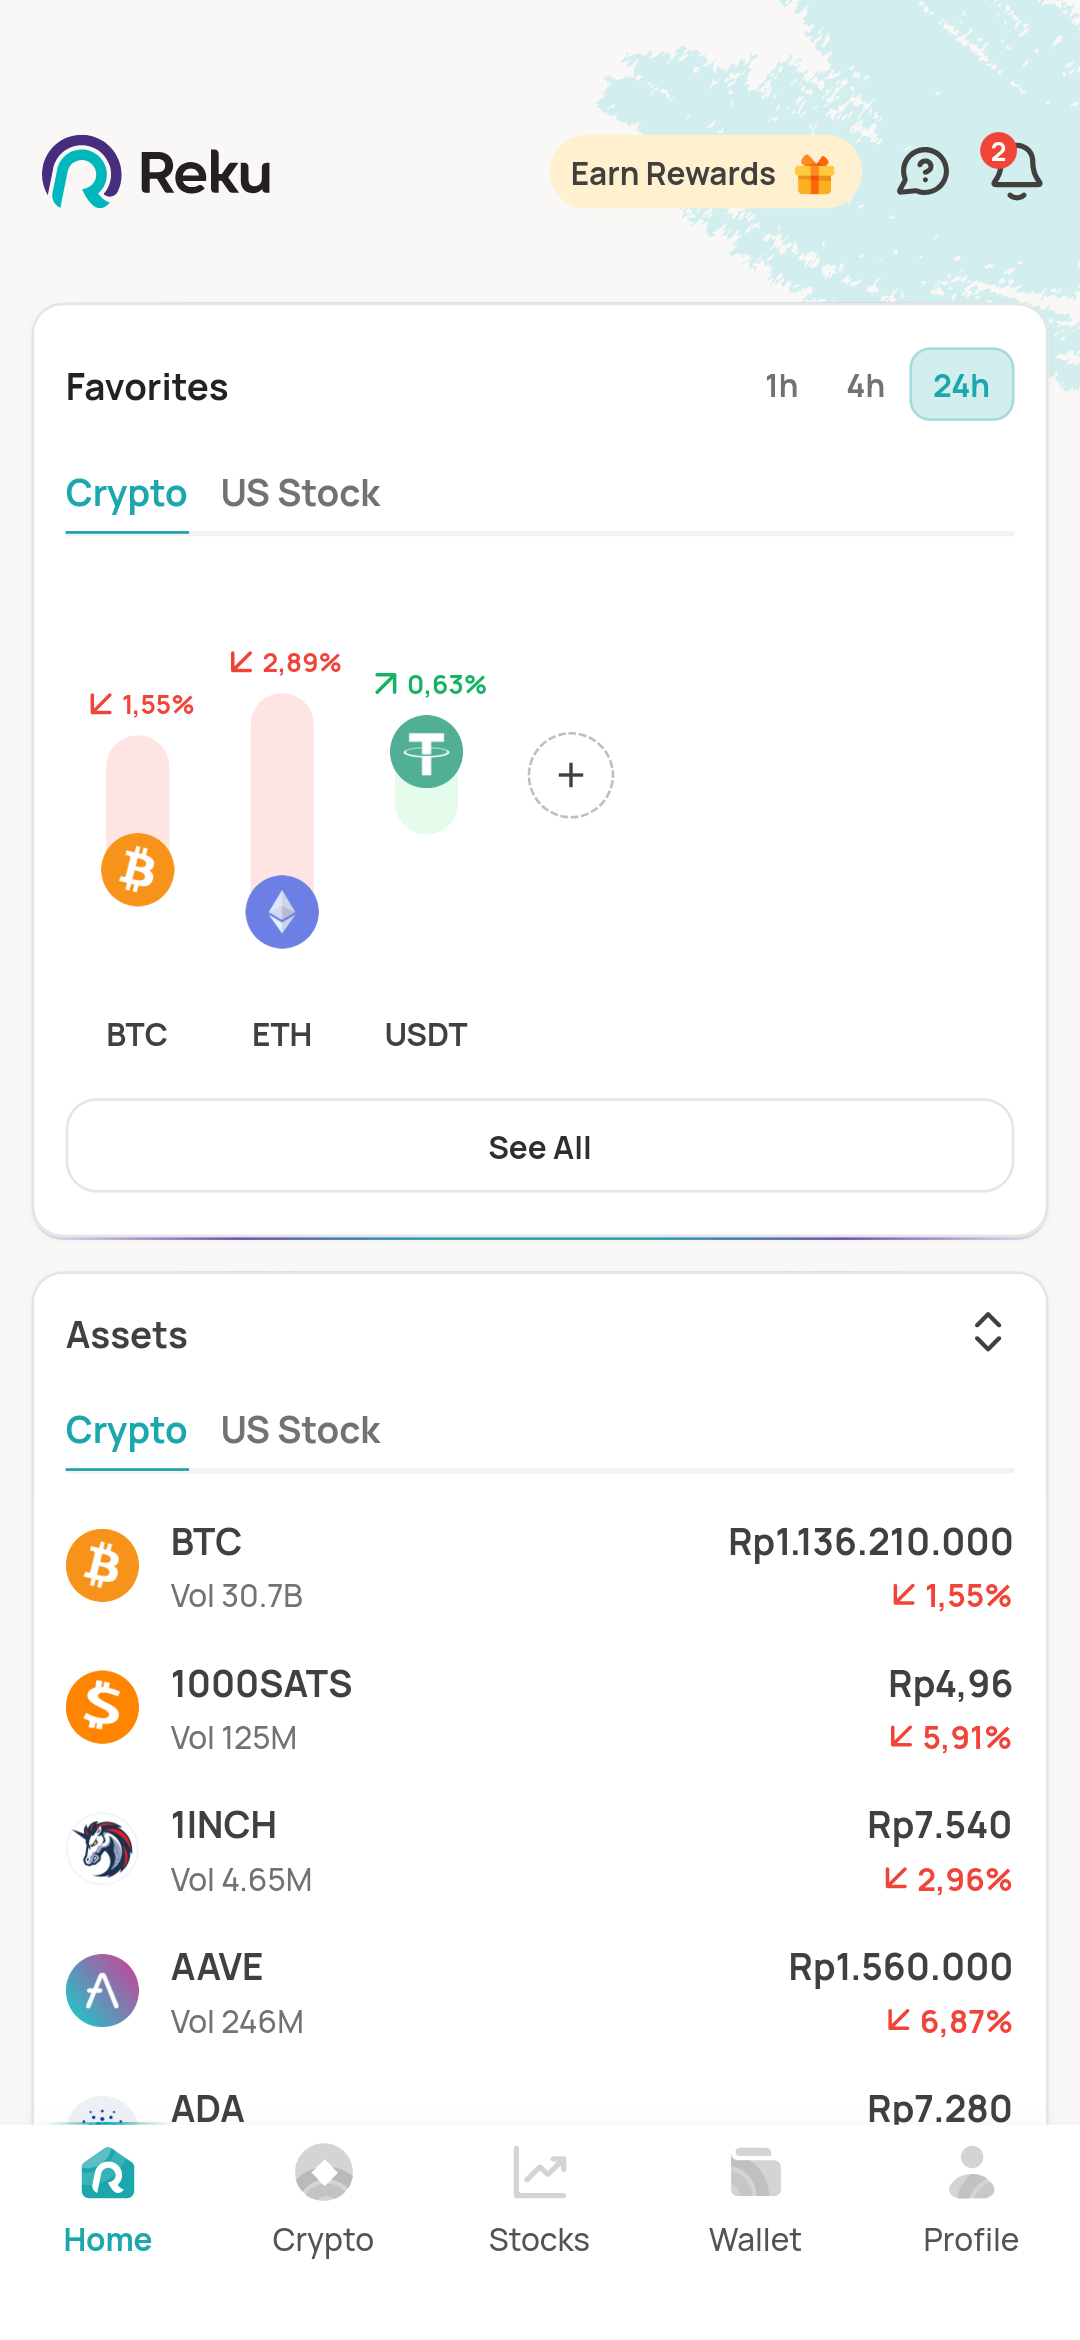 Reku
Earn Rewards
2
Favorites
1h 4h 24h
Crypto US Stock
1,55%
2,89%
0,63%
BTC ETH USDT
See All
Assets
Crypto US Stock
BTC Rp1.136.210.000
Vol 30.7B 1,55%
1000SATS Rp4,96
Vol 125M 5,91%
1INCH Rp7.540
Vol 4.65M 2,96%
AAVE Rp1.560.000
Vol 246M 6,87%
ADA Rp7.280
Home Crypto Stocks Wallet Profile